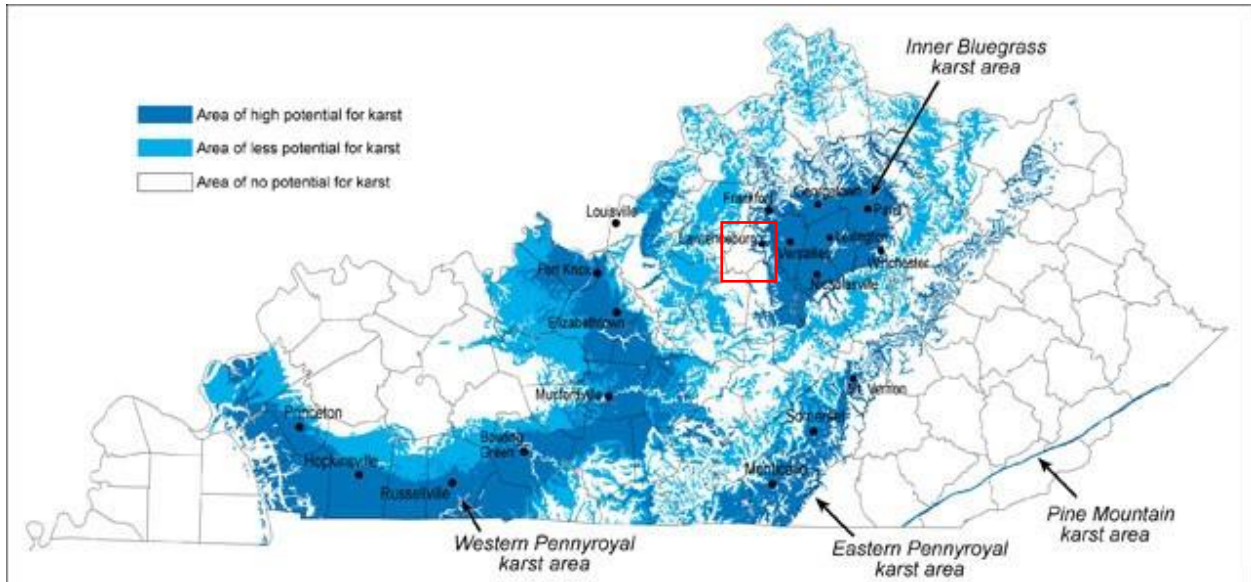 Inner Bluegrass
karst area
Area of high potential for karst
Area of less potential for karst
Area of no potential for karst
Louisville
Frankfort
Georgetown
Paris
Lawrenceburg
Lexington
Versailles
Winchester
Nicholasville
Fort Knox
Elizabethtown
Munfordville
Mt. Vernon
Princeton
Somerset
Bowling
Green
Hopkinsville
Monticello
Russellville
Western Pennyroyal
karst area
Eastern Pennyroyal
karst area
Pine Mountain
karst area